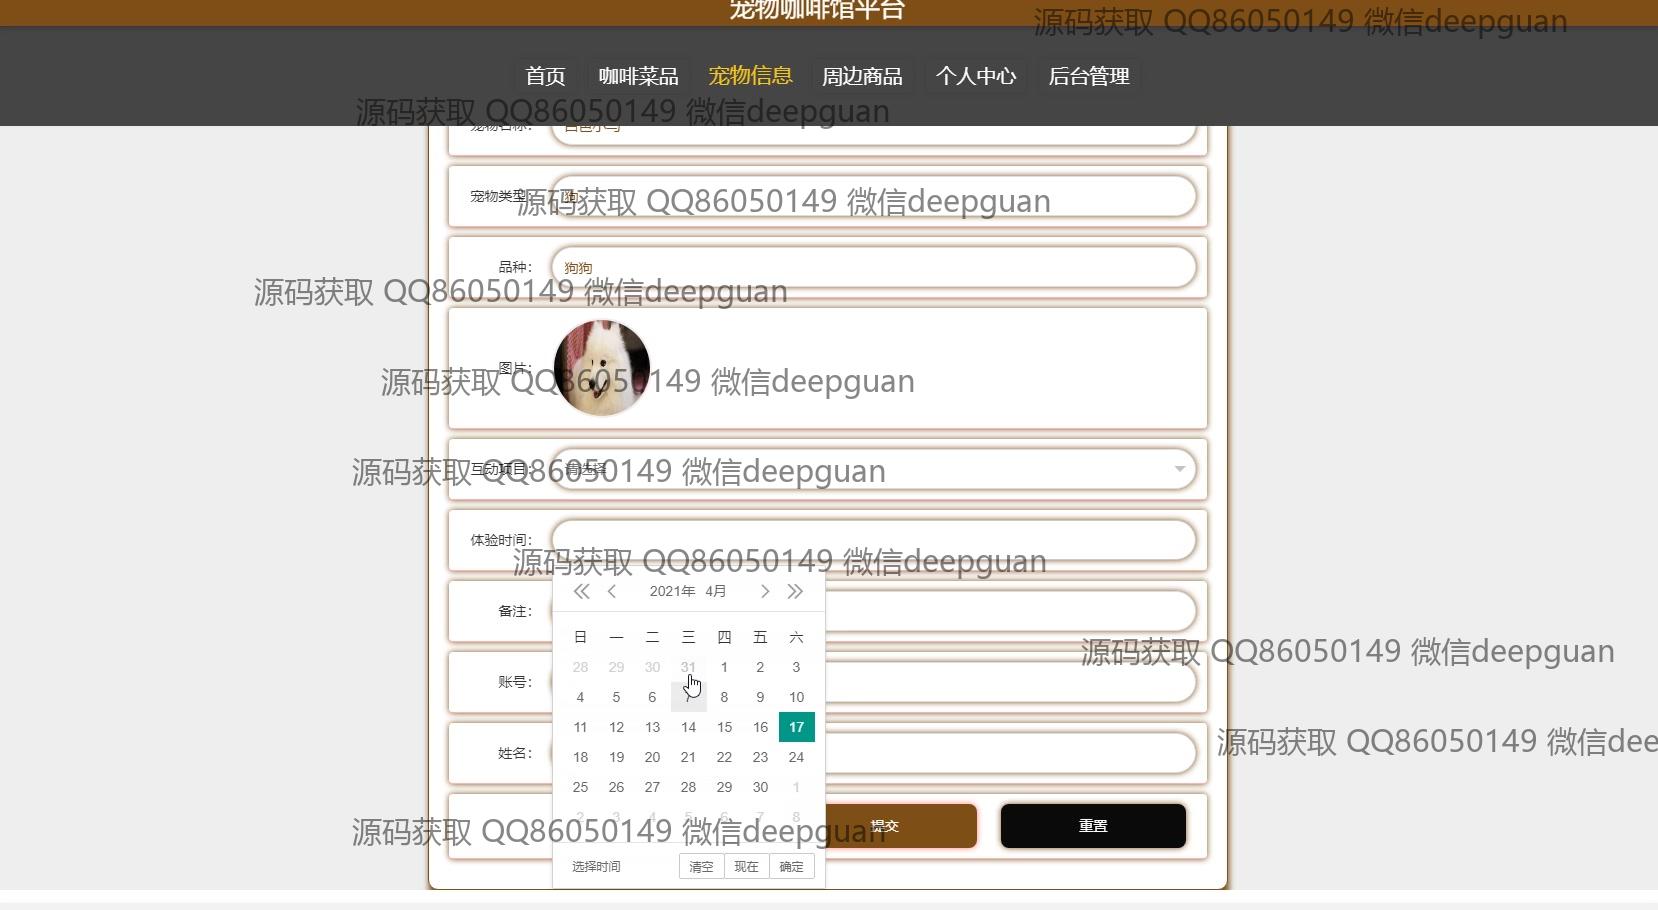 宠物咖啡馆平台
源码获取 QQ86050149 微信deepguan
首页 咖啡菜品 宠物信息 周边商品 个人中心 后台管理
源码获取 QQ86050149 微信deepguan
宠物名称：
宠物类型： 狗
源码获取 QQ86050149 微信deepguan
品种： 狗狗
源码获取 QQ86050149 微信deepguan
图片：
源码获取 QQ86050149 微信deepguan
互动项目： 请选择
源码获取 QQ86050149 微信deepguan
体验时间：
源码获取 QQ86050149 微信deepguan
2021年 4月
备注：
日 一 二 三 四 五 六
源码获取 QQ86050149 微信deepguan
28 29 30 31 1 2 3
账号：
4 5 6 7 8 9 10
11 12 13 14 15 16 17
源码获取 QQ86050149 微信dee
姓名：
18 19 20 21 22 23 24
25 26 27 28 29 30 1
2 3 4 5 6 7 8
提交 重置
源码获取 QQ86050149 微信deepguan
选择时间 清空 现在 确定